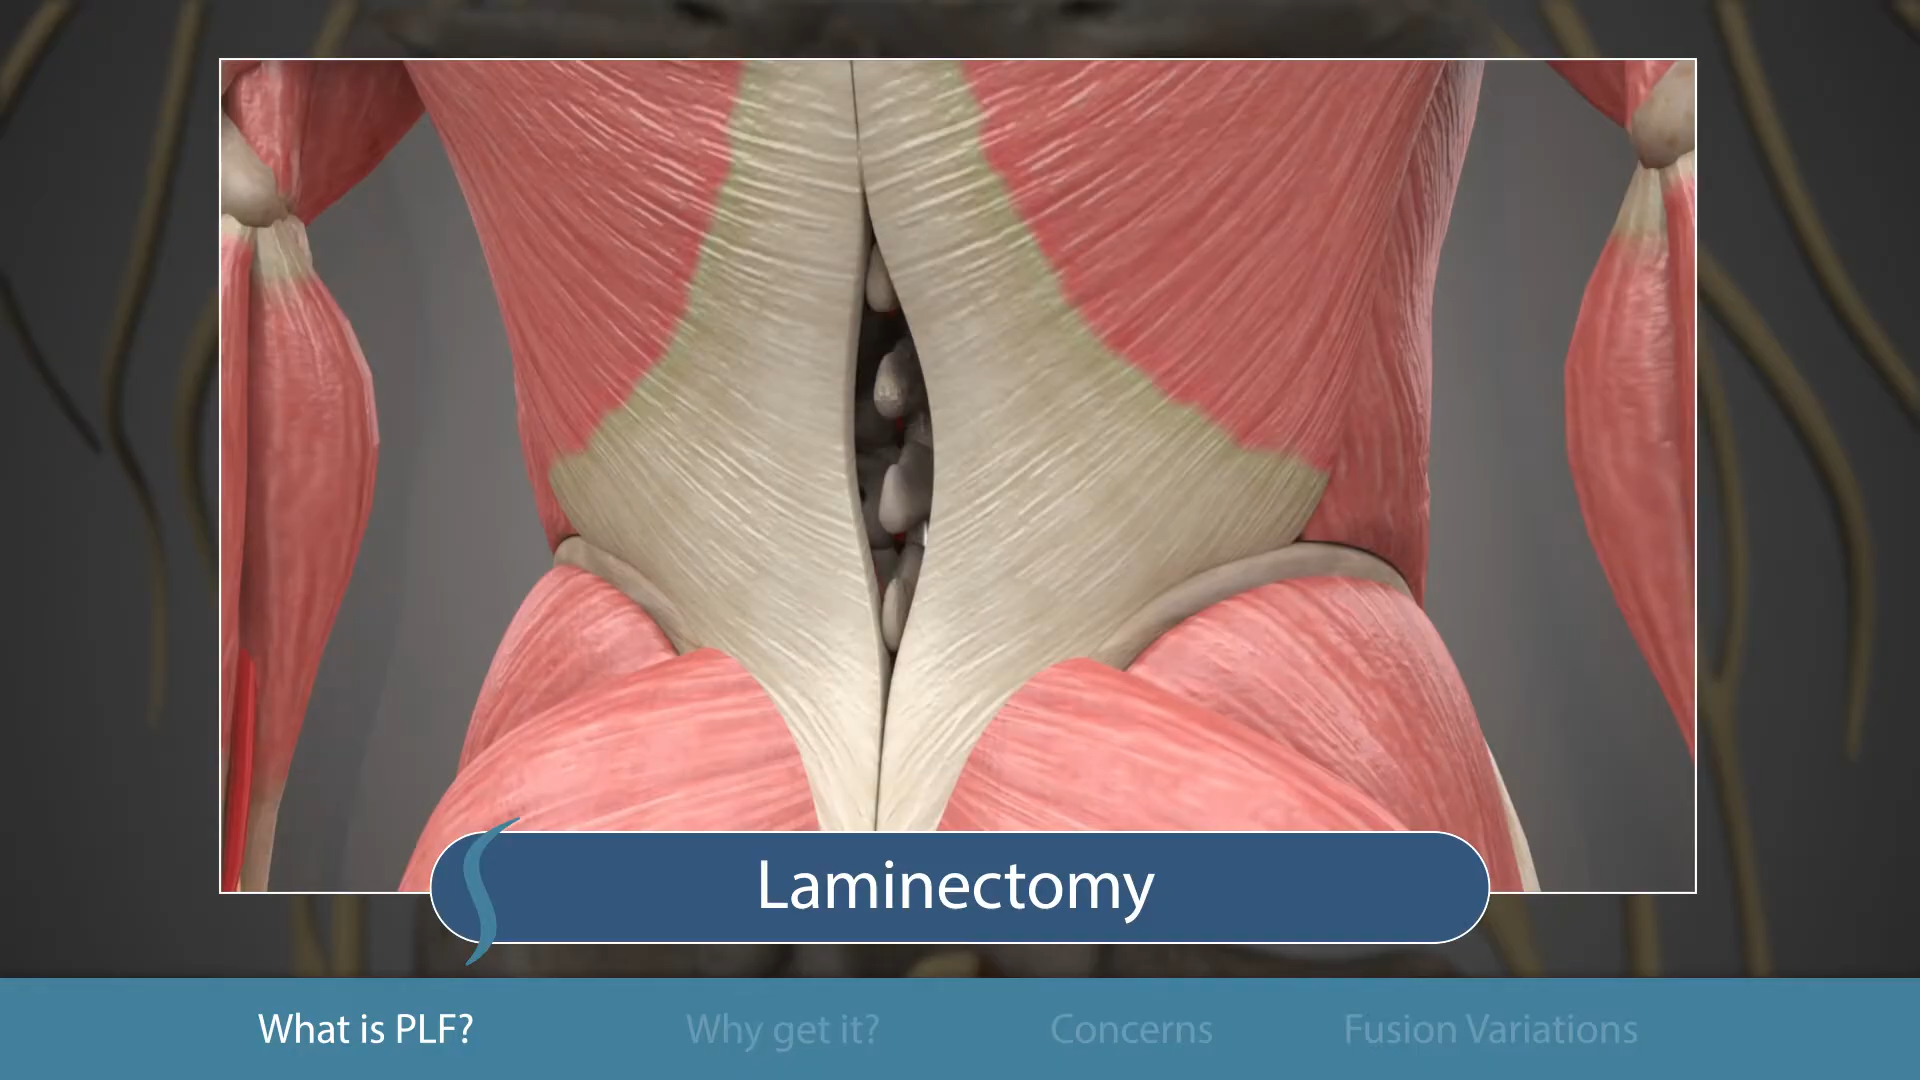 Laminectomy
What is PLF?
Why get it?
Concerns
Fusion Variations